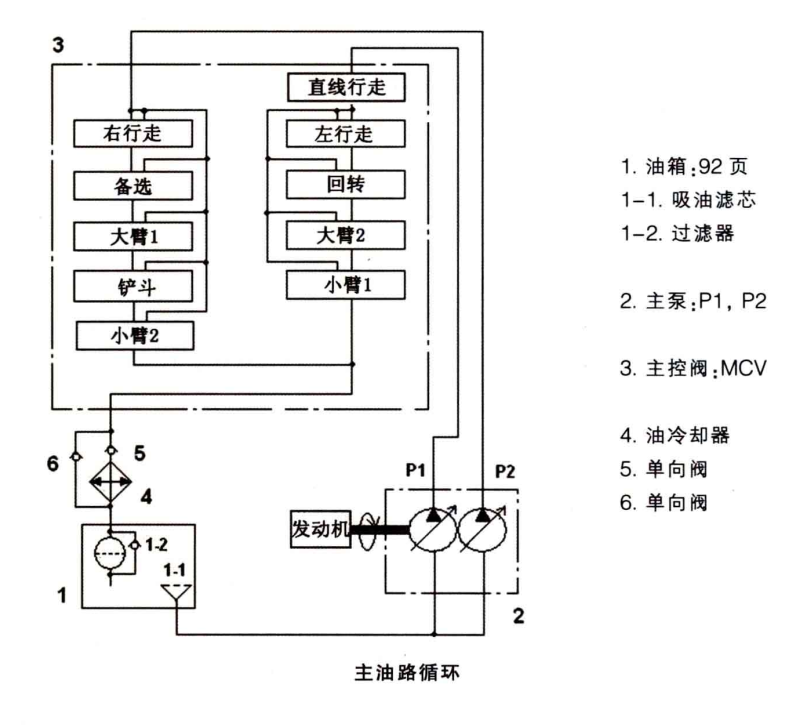 3
直线行走
右行走
左行走
备选
回转
大臂1
大臂2
铲斗
小臂1
小臂2
1. 油箱:92 页
1-1. 吸油滤芯
1-2. 过滤器
2. 主泵:P1, P2
3. 主控阀:MCV
4. 油冷却器
5. 单向阀
6. 单向阀
6
5
4
P1
P2
发动机
1-2
1-1
1
2
主油路循环